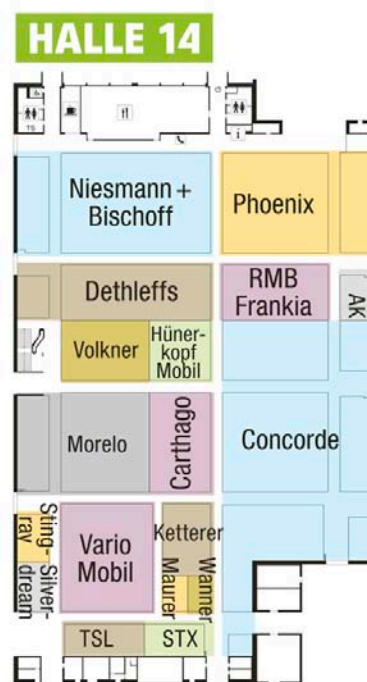 HALLE 14
Niesmann +
Bischoff
Phoenix
Dethleffs
RMB
Frankia
AK
Volkner
Hüner-
kopf
Mobil
Morelo
Carthago
Concorde
Sting-
ray
Silver-
dream
Vario
Mobil
Ketterer
Maurer
Wanner
TSL
STX